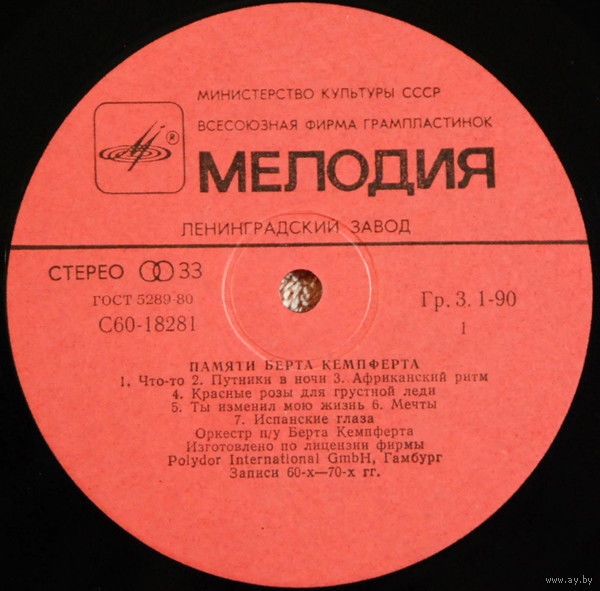 МИНИСТЕРСТВО КУЛЬТУРЫ СССР
ВСЕСОЮЗНАЯ ФИРМА ГРАМПЛАСТИНОК
®
МЕЛОДИЯ
ЛЕНИНГРАДСКИЙ ЗАВОД
СТЕРЕО 33
ГОСТ 5289-80
Гр. 3. 1-90
С60-18281
1
ПАМЯТИ БЕРТА КЕМПФЕРТА
1. Что-то 2. Путники в ночи 3. Африканский ритм
4. Красные розы для грустной леди
5. Ты изменил мою жизнь 6. Мечты
7. Испанские глаза
Оркестр п/у Берта Кемпферта
Изготовлено по лицензии фирмы
Polydor International GmbH, Гамбург
Записи 60-х—70-х гг.
www.ay.by